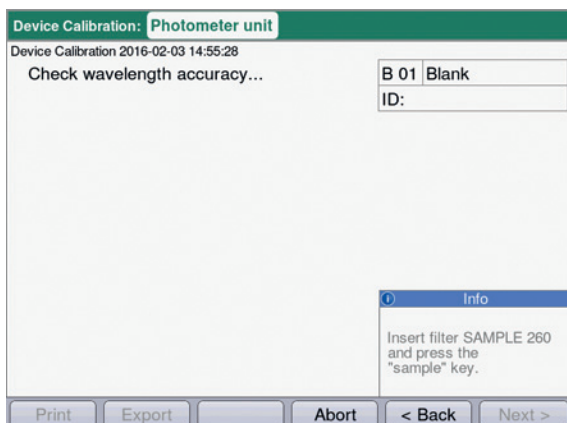 Device Calibration: Photometer unit
Device Calibration 2016-02-03 14:55:28
Check wavelength accuracy...
B 01 Blank
ID:
Info
Insert filter SAMPLE 260
and press the
"sample" key.
Print Export Abort < Back Next >